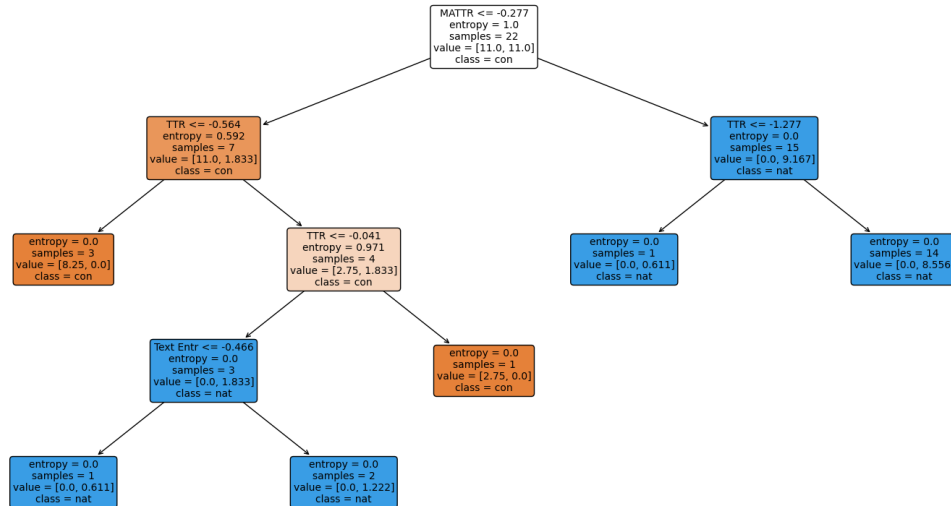 MATTR <= -0.277
entropy = 1.0
samples = 22
value = [11.0, 11.0]
class = con
TTR <= -0.564
entropy = 0.592
samples = 7
value = [11.0, 1.833]
class = con
TTR <= -1.277
entropy = 0.0
samples = 15
value = [0.0, 9.167]
class = nat
entropy = 0.0
samples = 3
value = [8.25, 0.0]
class = con
TTR <= -0.041
entropy = 0.971
samples = 4
value = [2.75, 1.833]
class = con
entropy = 0.0
samples = 1
value = [0.0, 0.611]
class = nat
entropy = 0.0
samples = 14
value = [0.0, 8.556]
class = nat
Text Entr <= -0.466
entropy = 0.0
samples = 3
value = [0.0, 1.833]
class = nat
entropy = 0.0
samples = 1
value = [2.75, 0.0]
class = con
entropy = 0.0
samples = 1
value = [0.0, 0.611]
class = nat
entropy = 0.0
samples = 2
value = [0.0, 1.222]
class = nat